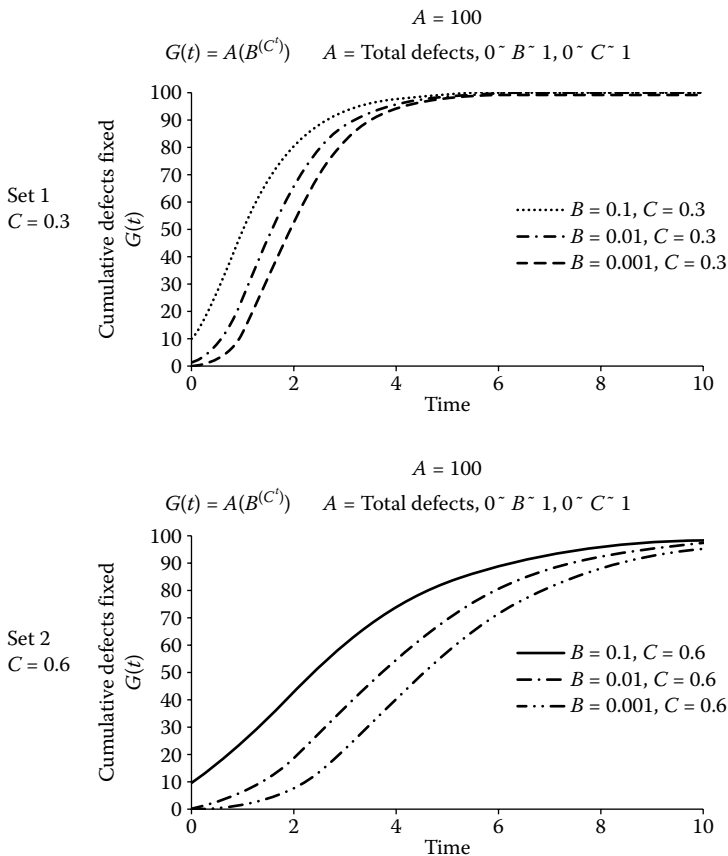 A = 100
G(t) = A(B^(C^t)) A = Total defects, 0 ˜ B ˜ 1, 0 ˜ C ˜ 1
Set 1
C = 0.3
Cumulative defects fixed
G(t)
100
90
80
70
60
50
40
30
20
10
0
B = 0.1, C = 0.3
B = 0.01, C = 0.3
B = 0.001, C = 0.3
0 2 4 6 8 10
Time
A = 100
G(t) = A(B^(C^t)) A = Total defects, 0 ˜ B ˜ 1, 0 ˜ C ˜ 1
Set 2
C = 0.6
Cumulative defects fixed
G(t)
100
90
80
70
60
50
40
30
20
10
0
B = 0.1, C = 0.6
B = 0.01, C = 0.6
B = 0.001, C = 0.6
0 2 4 6 8 10
Time